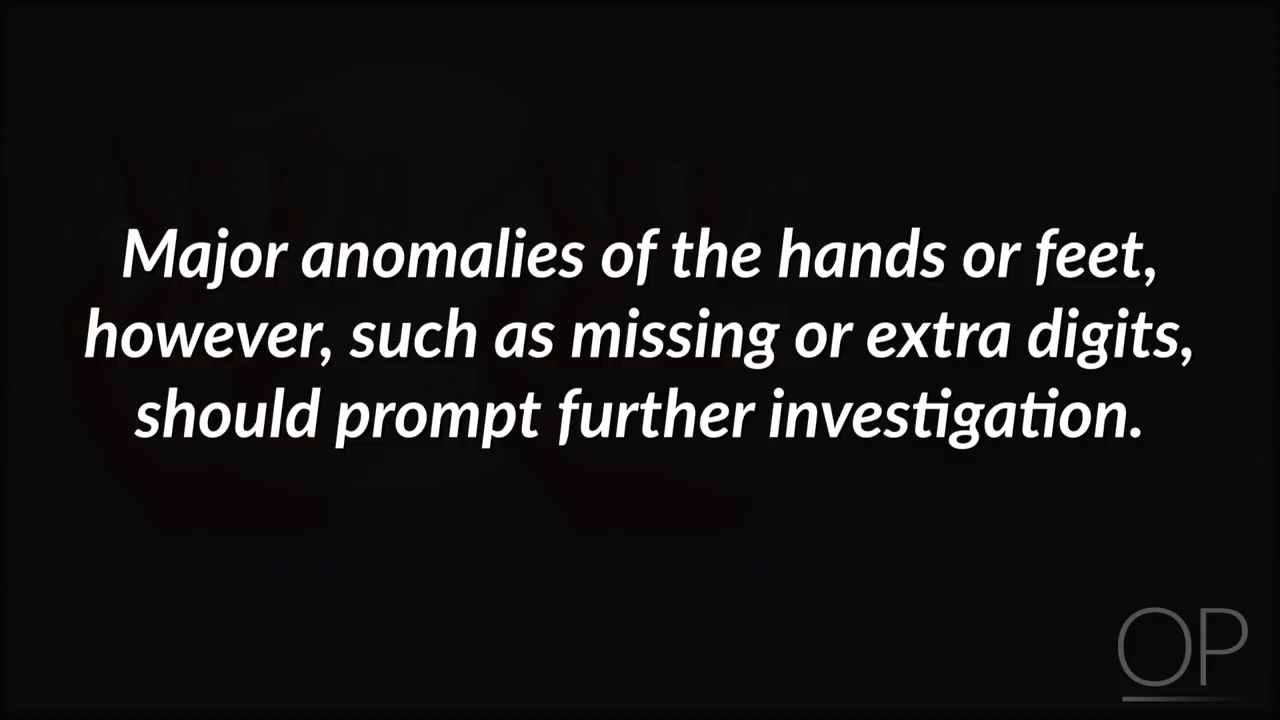 Major anomalies of the hands or feet,
however, such as missing or extra digits,
should prompt further investigation.
OP